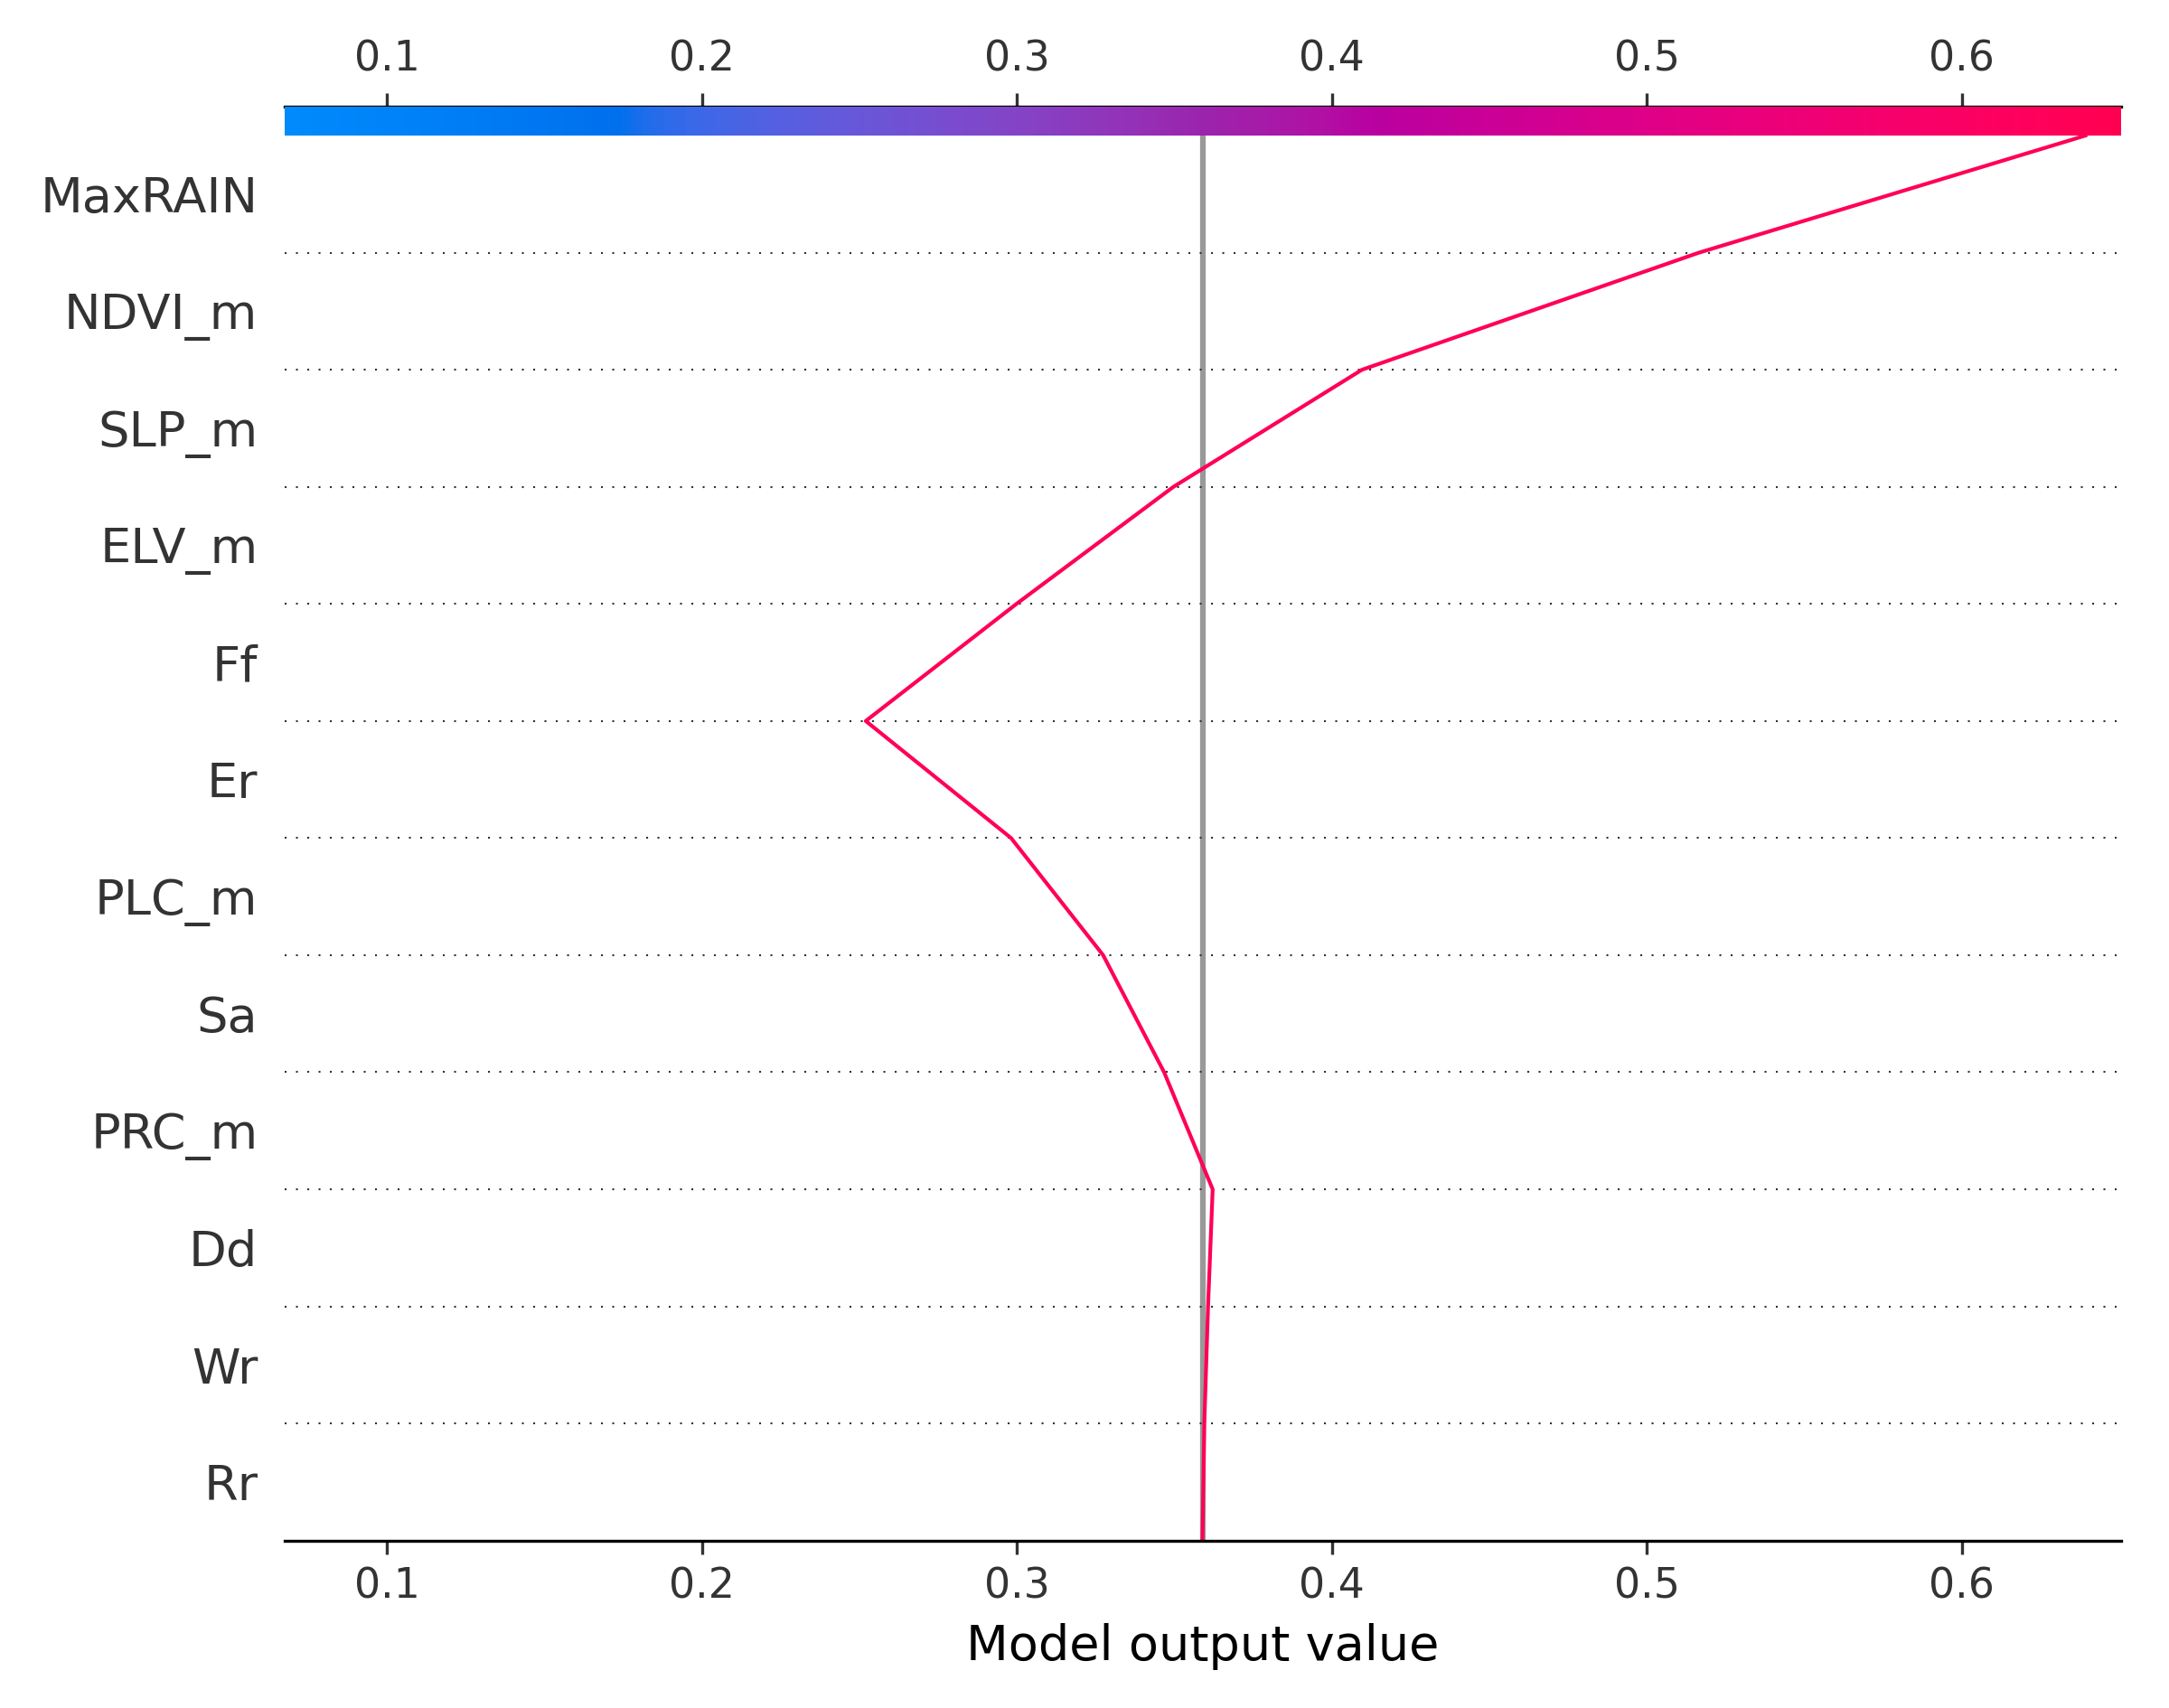 0.1 0.2 0.3 0.4 0.5 0.6
MaxRAIN
NDVI_m
SLP_m
ELV_m
Ff
Er
PLC_m
Sa
PRC_m
Dd
Wr
Rr
0.1 0.2 0.3 0.4 0.5 0.6
Model output value